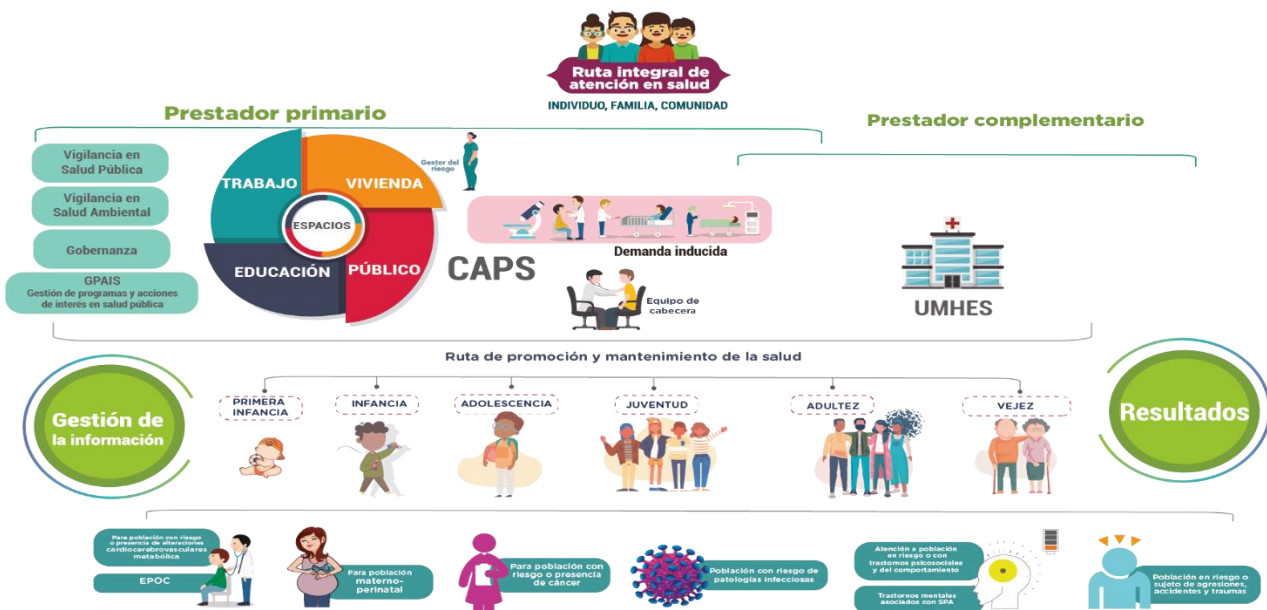 Ruta integral de
atención en salud
INDIVIDUO, FAMILIA, COMUNIDAD
Prestador primario
Prestador complementario
Vigilancia en
Salud Pública
Vigilancia en
Salud Ambiental
Gobernanza
GPAIS
Gestión de programas y acciones
de interés en salud pública
TRABAJO
VIVIENDA
ESPACIOS
EDUCACIÓN
PÚBLICO
Gestor del
riesgo
Demanda inducida
CAPS
Equipo de
cabecera
UMHES
Ruta de promoción y mantenimiento de la salud
Gestión de
la información
PRIMERA
INFANCIA
INFANCIA
ADOLESCENCIA
JUVENTUD
ADULTEZ
VEJEZ
Resultados
Para población con riesgo
o presencia de alteraciones
cardiocerebrovasculares
metabólica
EPOC
Para población
materno-
perinatal
Para población con
riesgo o presencia
de cáncer
Población con riesgo de
patologías infecciosas
Atención a población
en riesgo o con
trastornos psicosociales
y del comportamiento
Trastornos mentales
asociados con SPA
Población en riesgo o
sujeto de agresiones,
accidentes y traumas